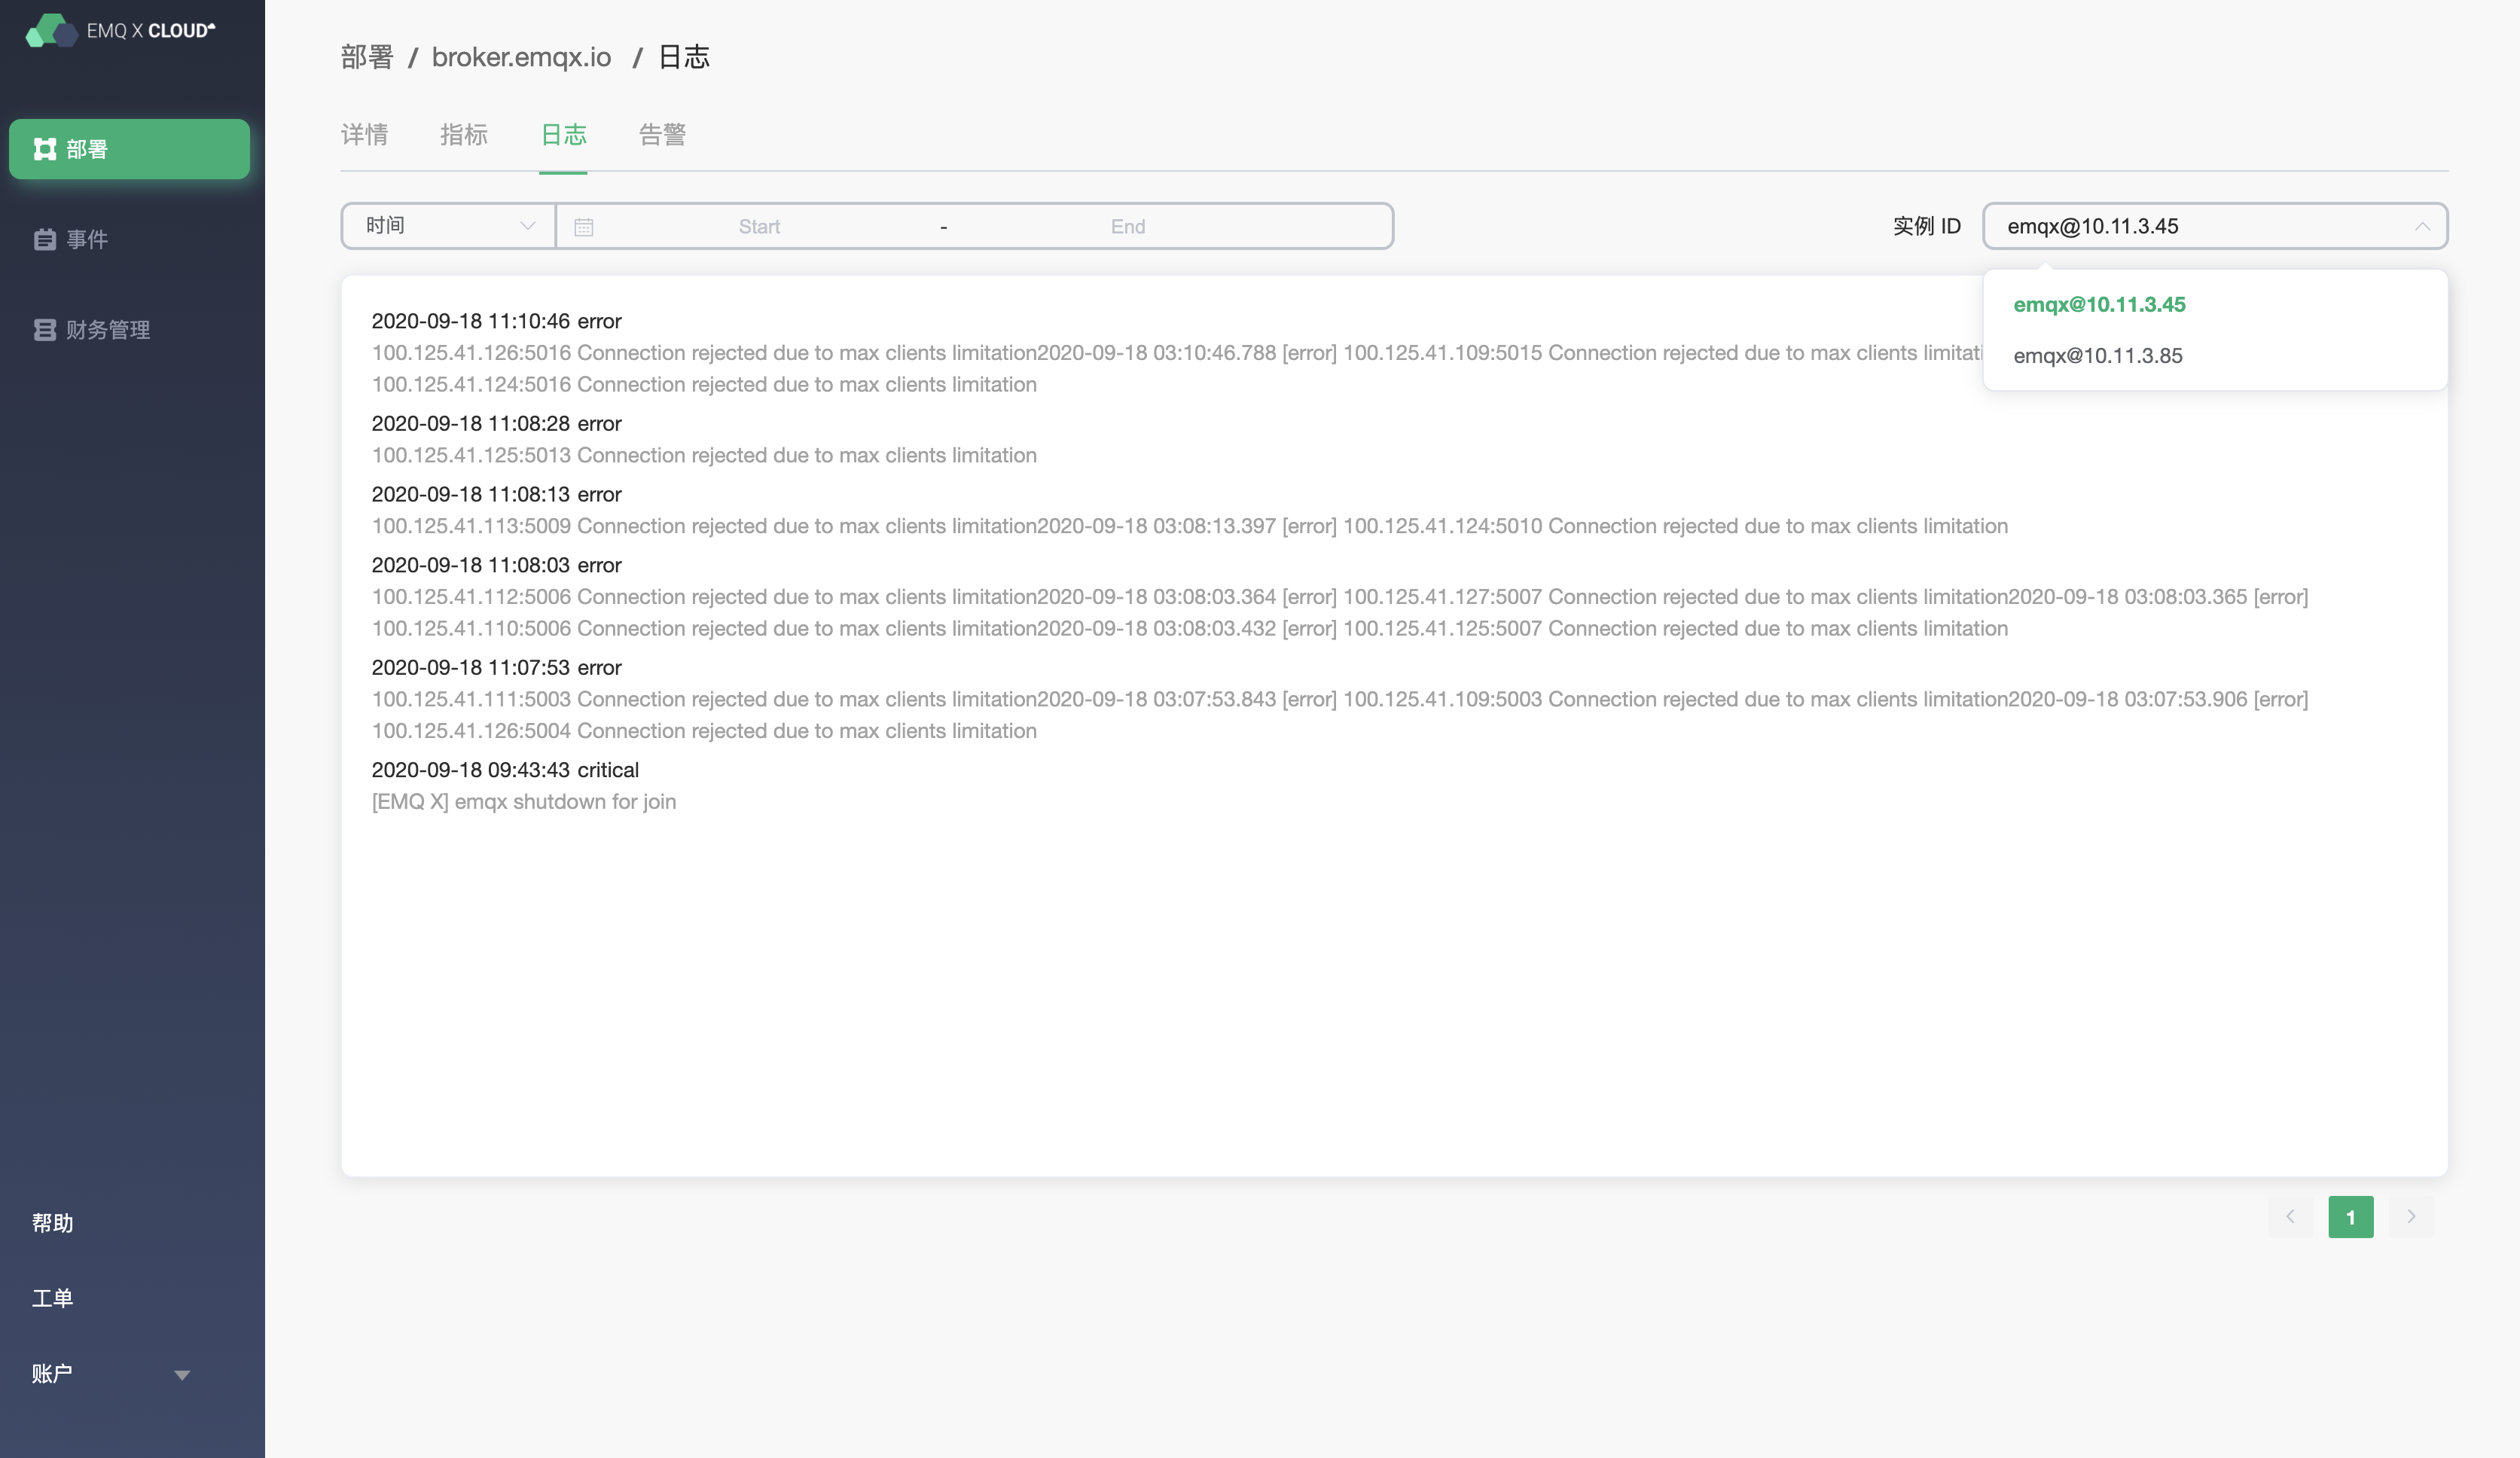 EMQ X CLOUD
部署
事件
财务管理
帮助
工单
账户
部署 / broker.emqx.io / 日志
详情 指标 日志 告警
时间 Start - End 实例 ID emqx@10.11.3.45
emqx@10.11.3.45
emqx@10.11.3.85
2020-09-18 11:10:46 error
100.125.41.126:5016 Connection rejected due to max clients limitation2020-09-18 03:10:46.788 [error] 100.125.41.109:5015 Connection rejected due to max clients limitati
100.125.41.124:5016 Connection rejected due to max clients limitation
2020-09-18 11:08:28 error
100.125.41.125:5013 Connection rejected due to max clients limitation
2020-09-18 11:08:13 error
100.125.41.113:5009 Connection rejected due to max clients limitation2020-09-18 03:08:13.397 [error] 100.125.41.124:5010 Connection rejected due to max clients limitation
2020-09-18 11:08:03 error
100.125.41.112:5006 Connection rejected due to max clients limitation2020-09-18 03:08:03.364 [error] 100.125.41.127:5007 Connection rejected due to max clients limitation2020-09-18 03:08:03.365 [error]
100.125.41.110:5006 Connection rejected due to max clients limitation2020-09-18 03:08:03.432 [error] 100.125.41.125:5007 Connection rejected due to max clients limitation
2020-09-18 11:07:53 error
100.125.41.111:5003 Connection rejected due to max clients limitation2020-09-18 03:07:53.843 [error] 100.125.41.109:5003 Connection rejected due to max clients limitation2020-09-18 03:07:53.906 [error]
100.125.41.126:5004 Connection rejected due to max clients limitation
2020-09-18 09:43:43 critical
[EMQ X] emqx shutdown for join
1